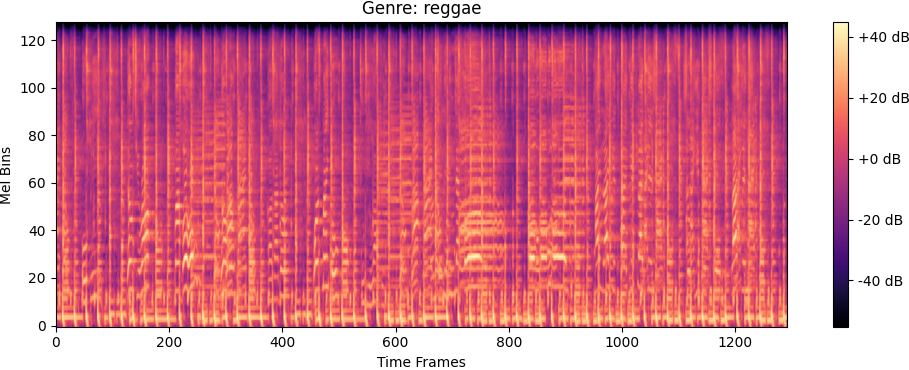 Genre: reggae
120
100
80
60
40
20
0
Mel Bins
0 200 400 600 800 1000 1200
Time Frames
+40 dB
+20 dB
+0 dB
-20 dB
-40 dB